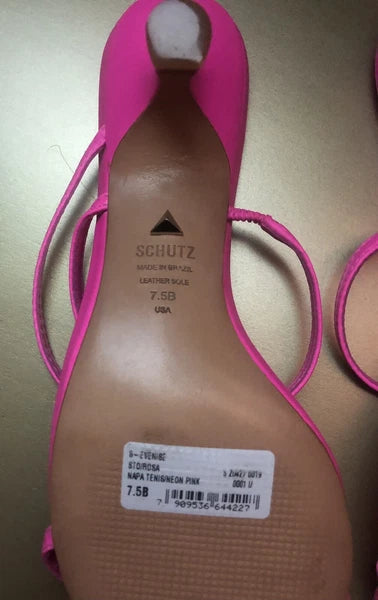 SCHUTZ
MADE IN BRAZIL
LEATHER SOLE
7.5B
USA
S-EVENISE
STD/ROSA
NAPA TENIS/NEON PINK 0001 U
7.5B
7 909536 644227